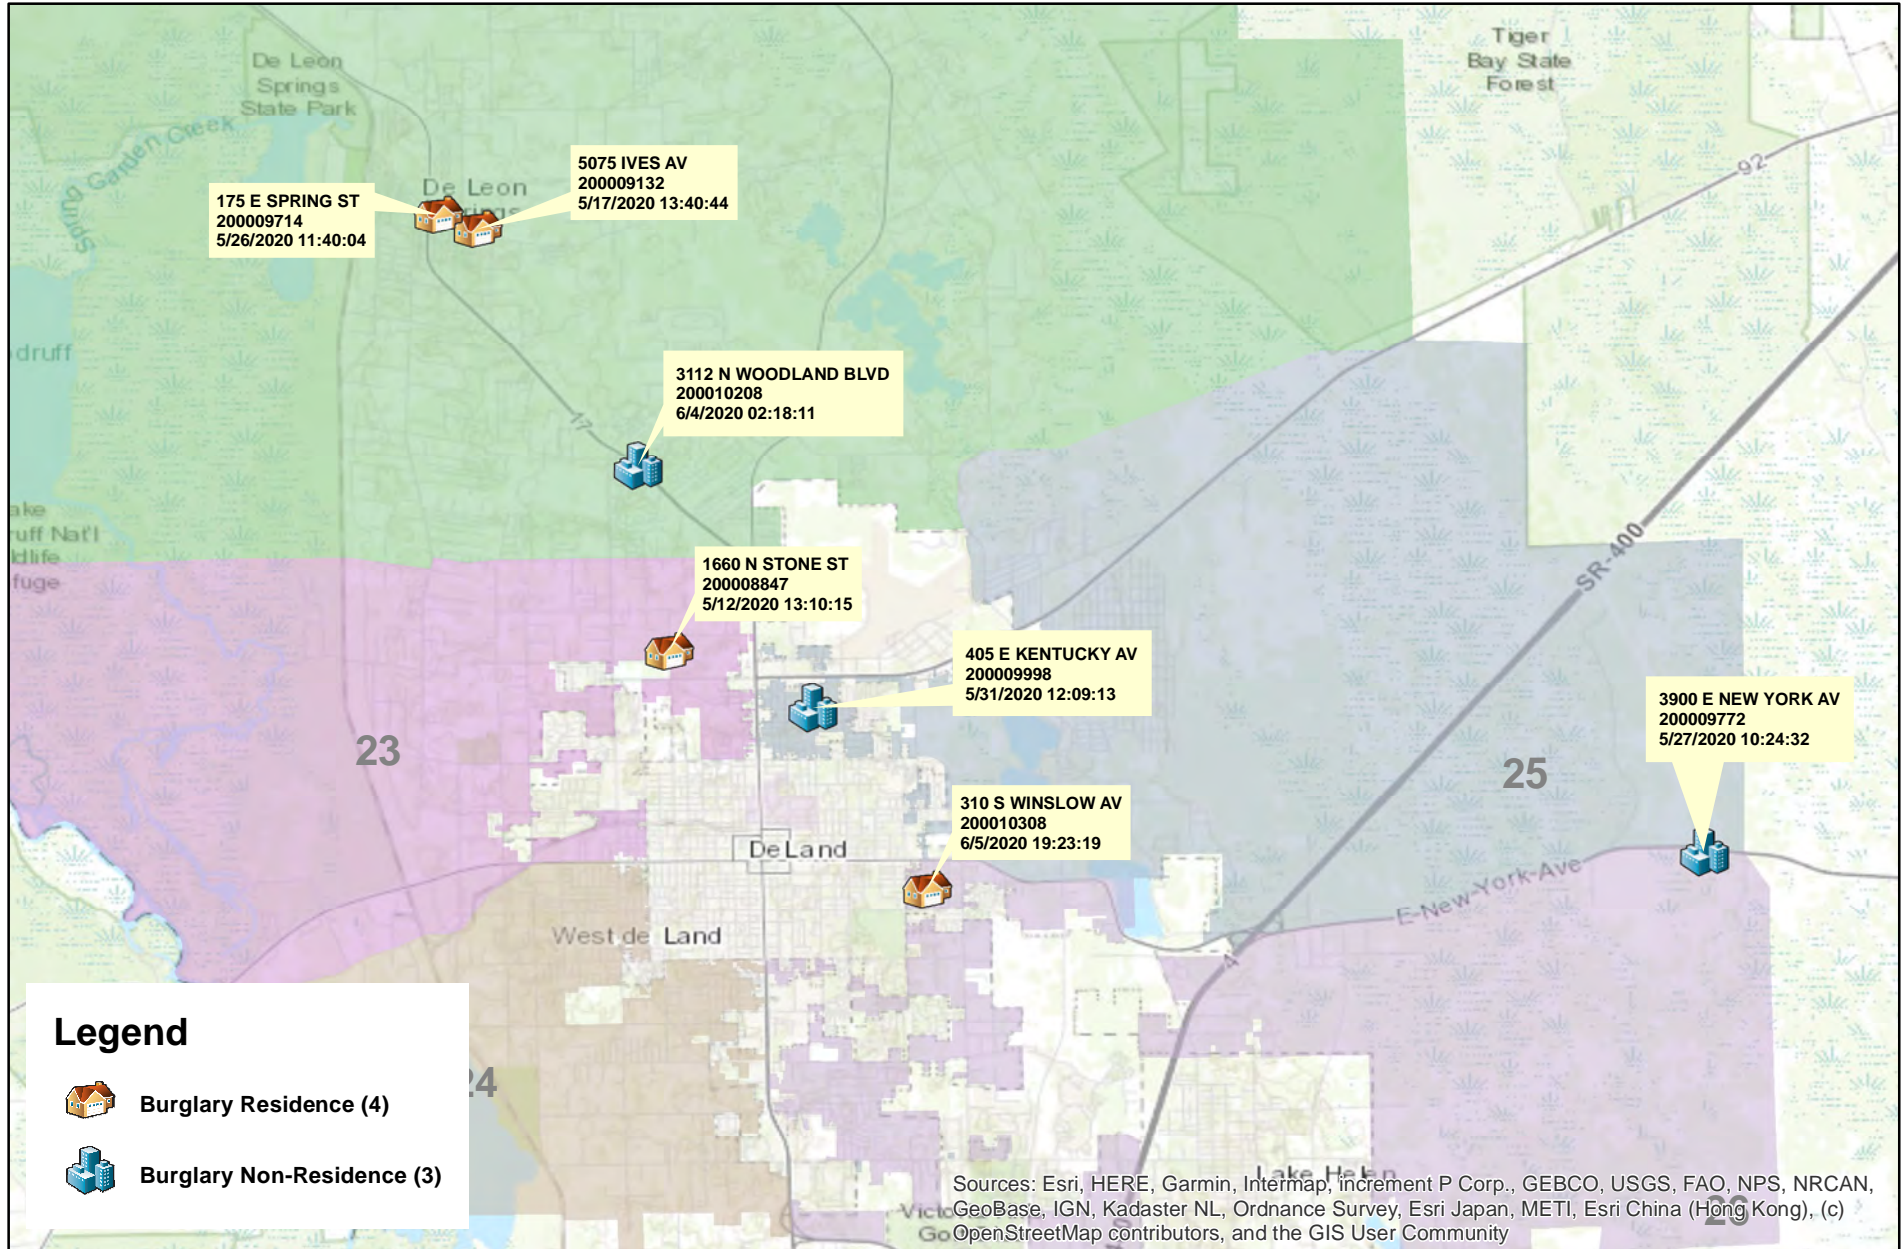 De Leon
Springs
State Park
Tiger
Bay State
Forest
Spring Garden Creek
92
5075 IVES AV
200009132
5/17/2020 13:40:44
175 E SPRING ST
200009714
5/26/2020 11:40:04
De Leon
rings
druff
3112 N WOODLAND BLVD
200010208
6/4/2020 02:18:11
17
ake
ruff Nat'l
ldlife
fuge
SR-400
1660 N STONE ST
200008847
5/12/2020 13:10:15
405 E KENTUCKY AV
200009998
5/31/2020 12:09:13
3900 E NEW YORK AV
200009772
5/27/2020 10:24:32
23
25
310 S WINSLOW AV
200010308
6/5/2020 19:23:19
DeLand
E-New-York-Ave
West de Land
4
Legend
24
Burglary Residence (4)
Burglary Non-Residence (3)
Lake Helen
Sources: Esri, HERE, Garmin, Intermap, increment P Corp., GEBCO, USGS, FAO, NPS, NRCAN,
GeoBase, IGN, Kadaster NL, Ordnance Survey, Esri Japan, METI, Esri China (Hong Kong), (c)
OpenStreetMap contributors, and the GIS User Community
Victo
Go
26